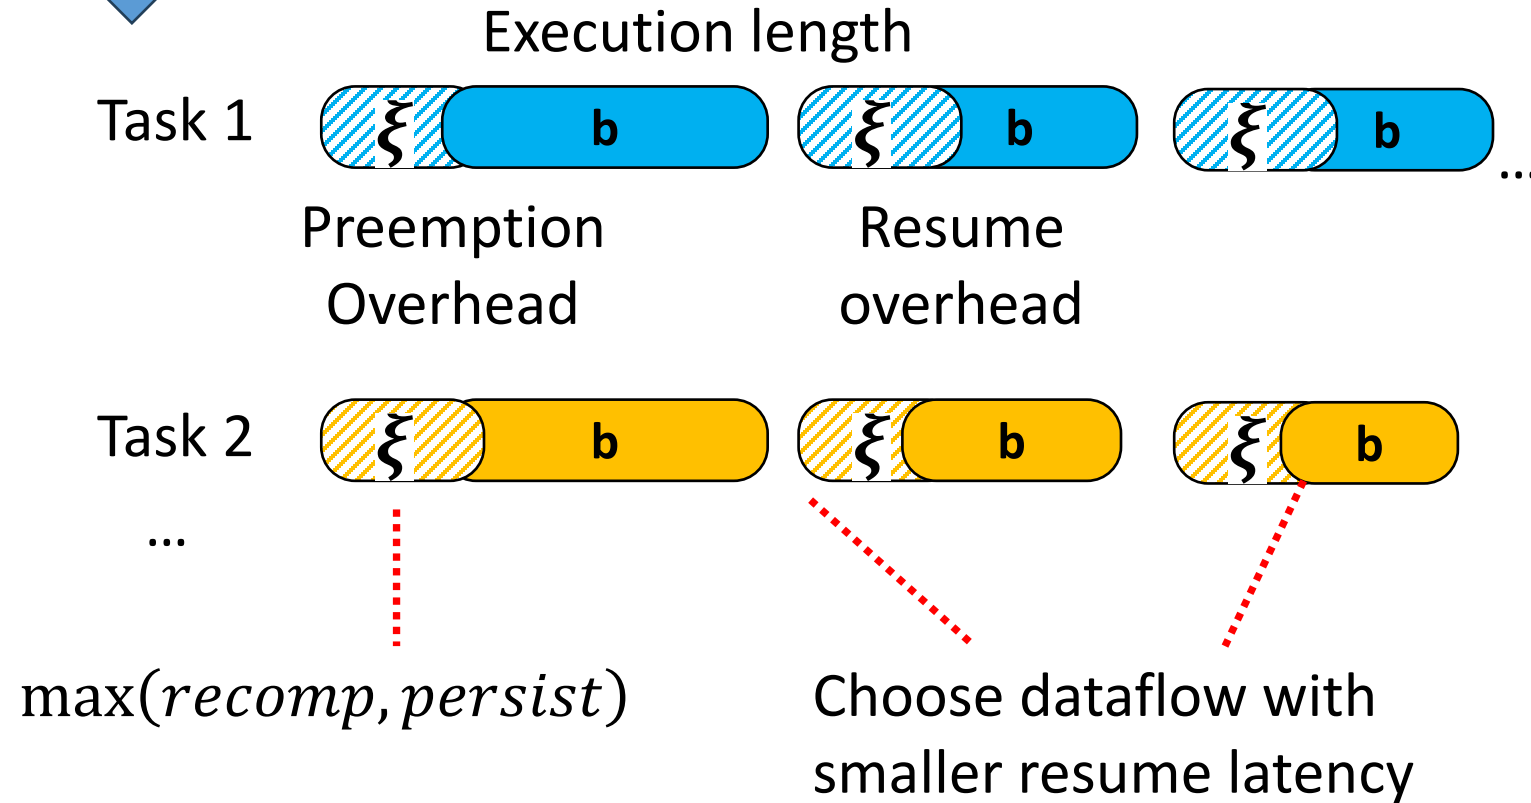 Execution length
Task 1 ξ b ξ b ξ b ...
Preemption Resume
Overhead overhead
Task 2 ξ b ξ b ξ b
...
max(recomp, persist)
Choose dataflow with
smaller resume latency